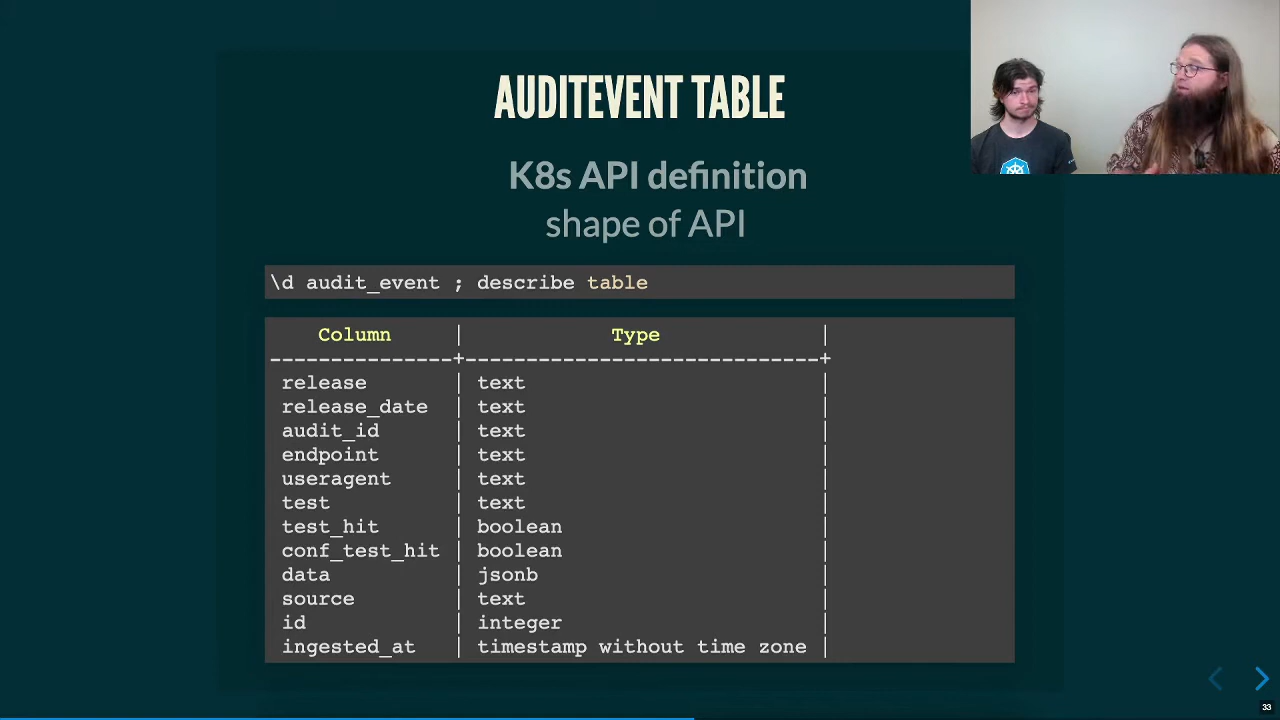 AUDITEVENT TABLE
K8s API definition
shape of API
\d audit_event ; describe table
Column | Type |
---------------+-----------------------------+
release | text |
release_date | text |
audit_id | text |
endpoint | text |
useragent | text |
test | text |
test_hit | boolean |
conf_test_hit | boolean |
data | jsonb |
source | text |
id | integer |
ingested_at | timestamp without time zone |
33